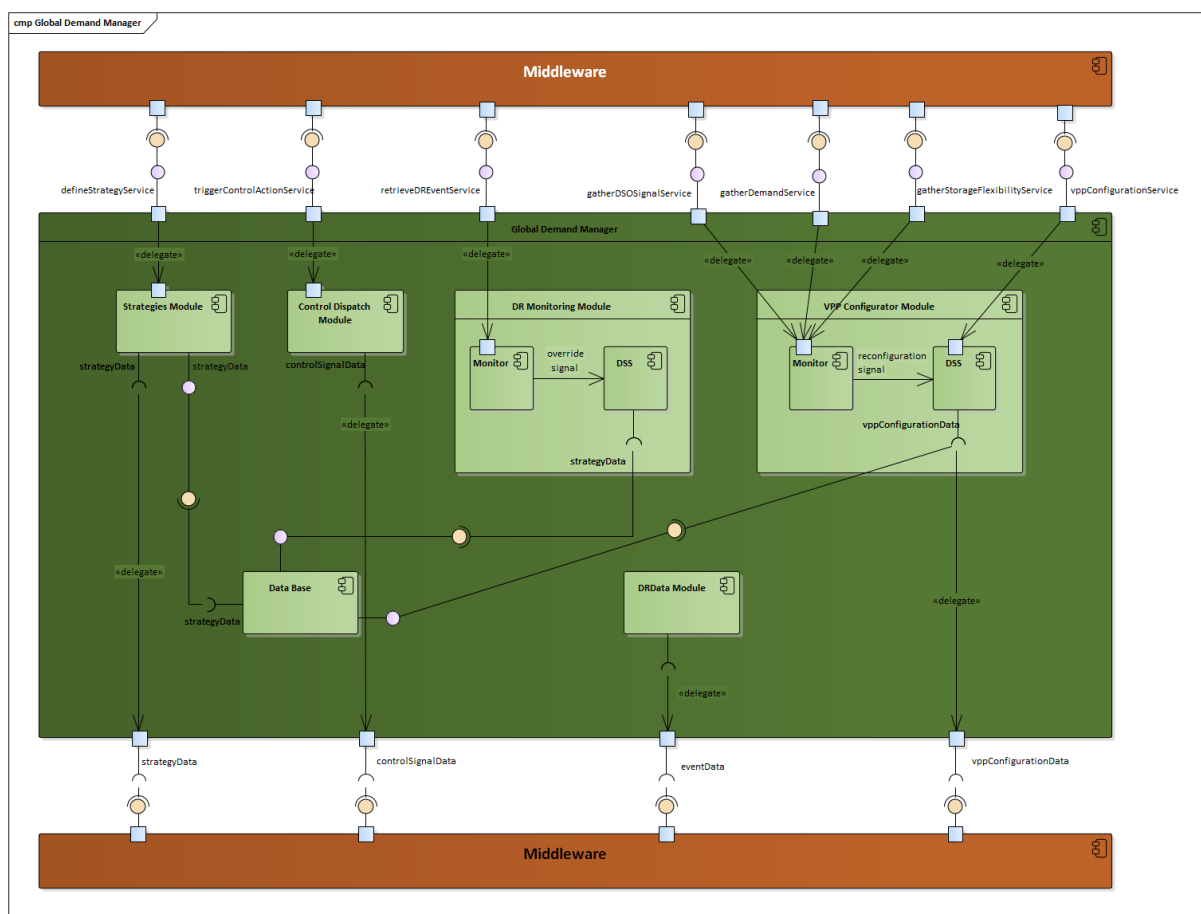 cmp Global Demand Manager
Middleware
defineStrategyService
triggerControlActionService
retrieveDREventService
gatherDSOSignalService
gatherDemandService
gatherStorageFlexibilityService
vppConfigurationService
Global Demand Manager
«delegate»
«delegate»
«delegate»
«delegate»
«delegate»
«delegate»
«delegate»
Strategies Module
Control Dispatch
Module
DR Monitoring Module
VPP Configurator Module
Monitor
override
signal
DSS
Monitor
reconfiguration
signal
DSS
strategyData
strategyData
controlSignalData
«delegate»
strategyData
vppConfigurationData
«delegate»
Data Base
DRData Module
strategyData
«delegate»
«delegate»
strategyData
controlSignalData
eventData
vppConfigurationData
Middleware